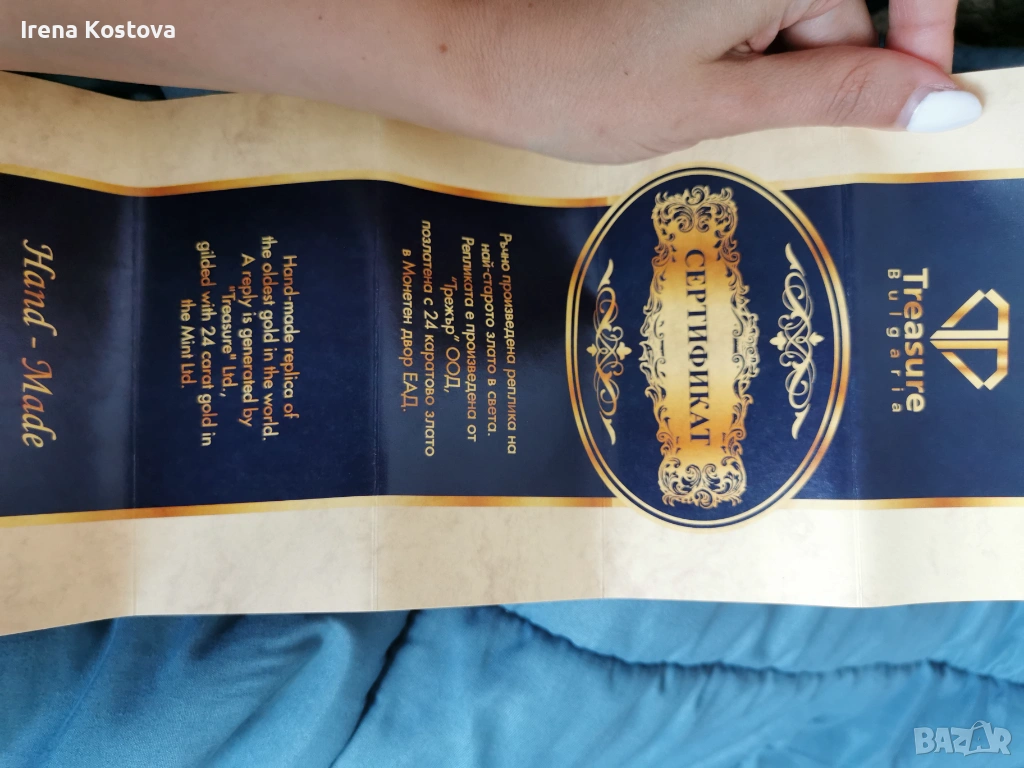 Irena Kostova
Treasure
Bulgaria
СЕРТИФИКАТ
Ръчно произведена реплика на
най-старото злато в света.
Репликата е произведена от
"Трежър" ООД,
позлатена с 24 каратово злато
в Монетен двор ЕАД.
Hand-made replica of
the oldest gold in the world.
A reply is generated by
"Treasure" Ltd.,
gilded with 24 carat gold in
the Mint Ltd.
Hand - Made
BAZAR